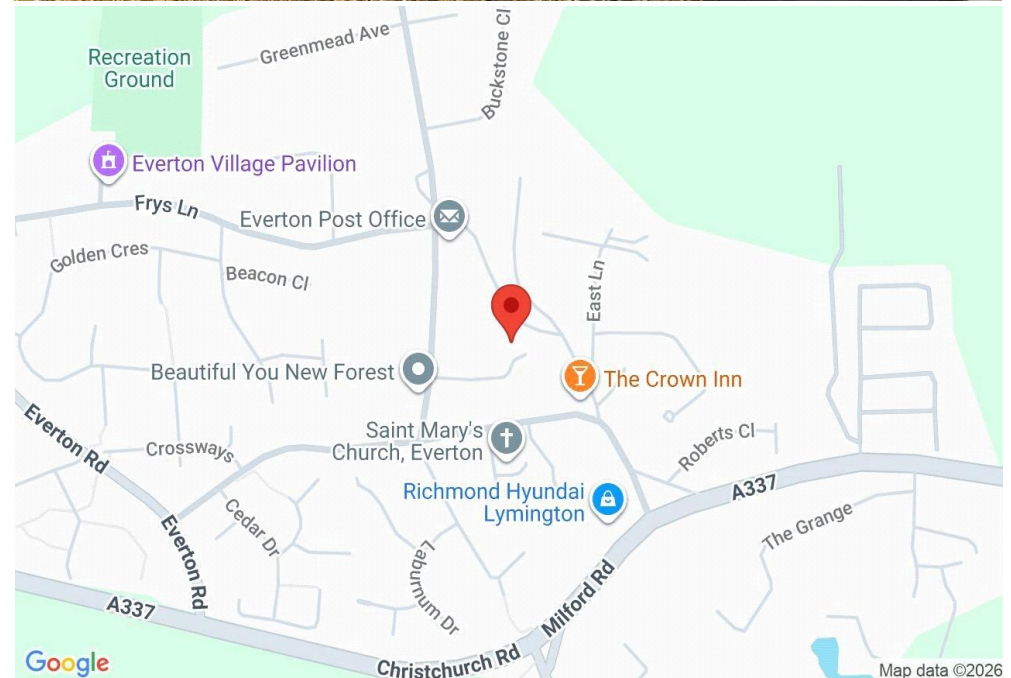 Greenmead Ave
Buckstone Cl
Recreation
Ground
Everton Village Pavilion
Frys Ln
Everton Post Office
Golden Cres
Beacon Cl
East Ln
Beautiful You New Forest
The Crown Inn
Everton Rd
Crossways
Saint Mary's
Church, Everton
Roberts Cl
Richmond Hyundai
Lymington
A337
The Grange
Cedar Dr
Everton Rd
Laburnum Dr
Milford Rd
A337
Christchurch Rd
Google
Map data ©2026